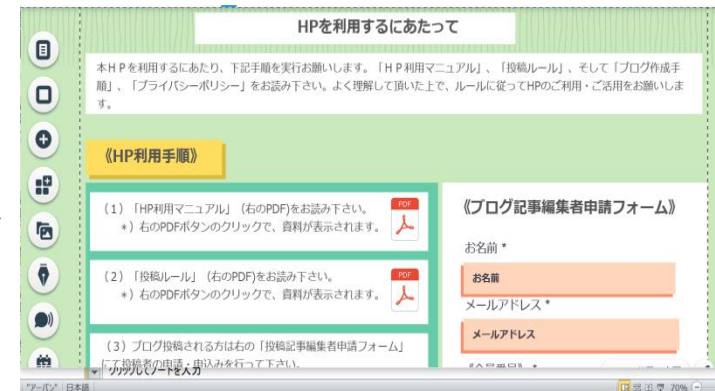 HPを利用するにあたって
本HPを利用するにあたり、下記手順を実行お願いします。「HP利用マニュアル」、「投稿ルール」、そして「ブログ作成手
順」、「プライバシーポリシー」をお読み下さい。よく理解して頂いた上で、ルールに従ってHPのご利用・ご活用をお願いしま
す。
《HP利用手順》
(1)「HP利用マニュアル」(右のPDF)をお読み下さい。
*)右のPDFボタンのクリックで、資料が表示されます。
PDF
(2)「投稿ルール」(右のPDF)をお読み下さい。
*)右のPDFボタンのクリックで、資料が表示されます。
PDF
(3)ブログ投稿される方は右の「投稿記事編集者申請フォーム」
にて投稿者の申請・申込みを行って下さい。
《ブログ記事編集者申請フォーム》
お名前 *
お名前
メールアドレス *
メールアドレス
クリックしてノートを入力
"アーバン" 日本語
70%